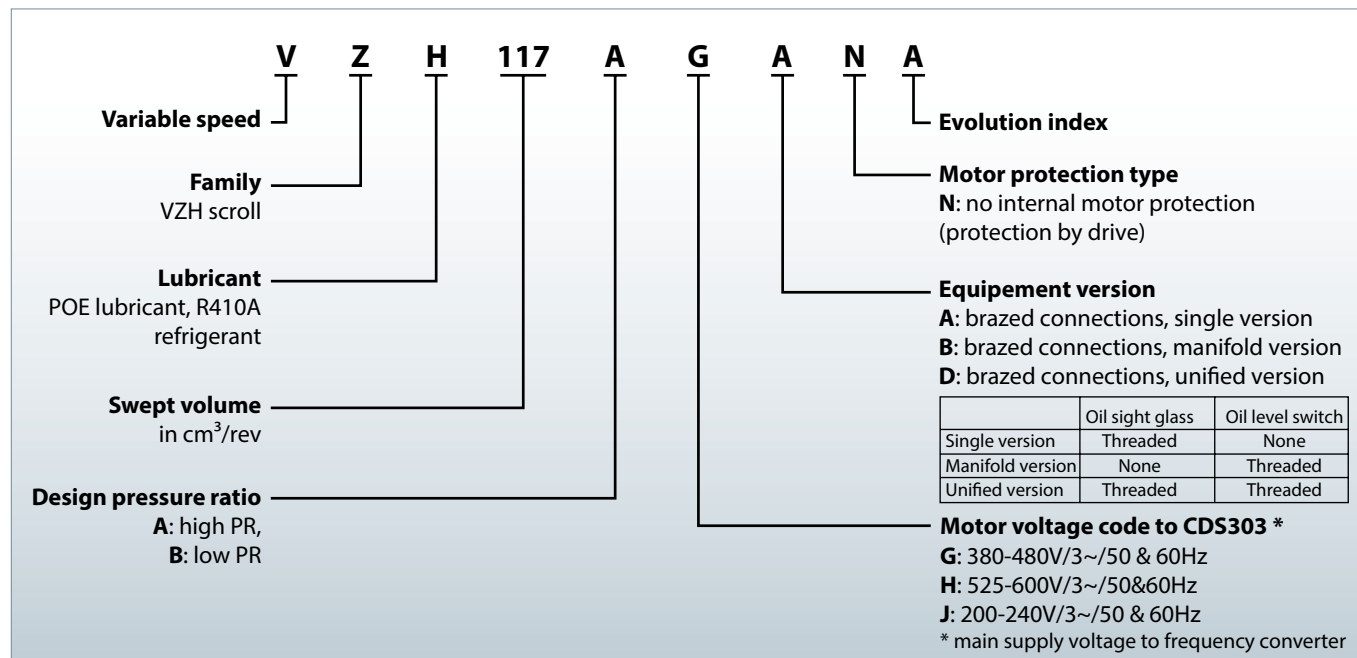 V Z H 117 A G A N A
Variable speed
Family
VZH scroll
Lubricant
POE lubricant, R410A
refrigerant
Swept volume
in cm³/rev
Design pressure ratio
A: high PR,
B: low PR
Evolution index
Motor protection type
N: no internal motor protection
(protection by drive)
Equipement version
A: brazed connections, single version
B: brazed connections, manifold version
D: brazed connections, unified version
Oil sight glass Oil level switch
Single version Threaded None
Manifold version None Threaded
Unified version Threaded Threaded
Motor voltage code to CDS303 *
G: 380-480V/3~/50 & 60Hz
H: 525-600V/3~/50&60Hz
J: 200-240V/3~/50 & 60Hz
* main supply voltage to frequency converter